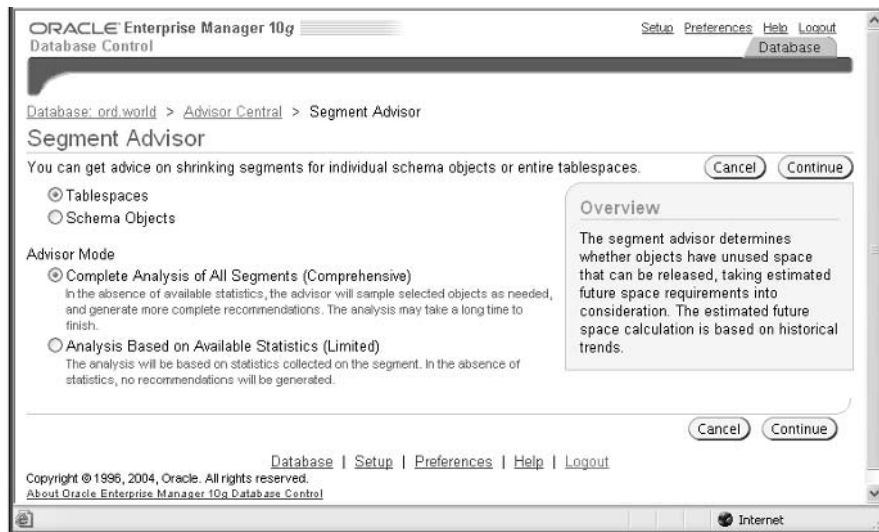 ORACLE Enterprise Manager 10g
Database Control
Setup Preferences Help Logout
Database
Database: ord.world > Advisor Central > Segment Advisor
Segment Advisor
You can get advice on shrinking segments for individual schema objects or entire tablespaces.
Cancel Continue
Tablespaces
Schema Objects
Advisor Mode
Complete Analysis of All Segments (Comprehensive)
In the absence of available statistics, the advisor will sample selected objects as needed,
and generate more complete recommendations. The analysis may take a long time to
finish.
Analysis Based on Available Statistics (Limited)
The analysis will be based on statistics collected on the segment. In the absence of
statistics, no recommendations will be generated.
Overview
The segment advisor determines
whether objects have unused space
that can be released, taking estimated
future space requirements into
consideration. The estimated future
space calculation is based on historical
trends.
Cancel Continue
Database | Setup | Preferences | Help | Logout
Copyright © 1996, 2004, Oracle. All rights reserved.
About Oracle Enterprise Manager 10g Database Control
Internet